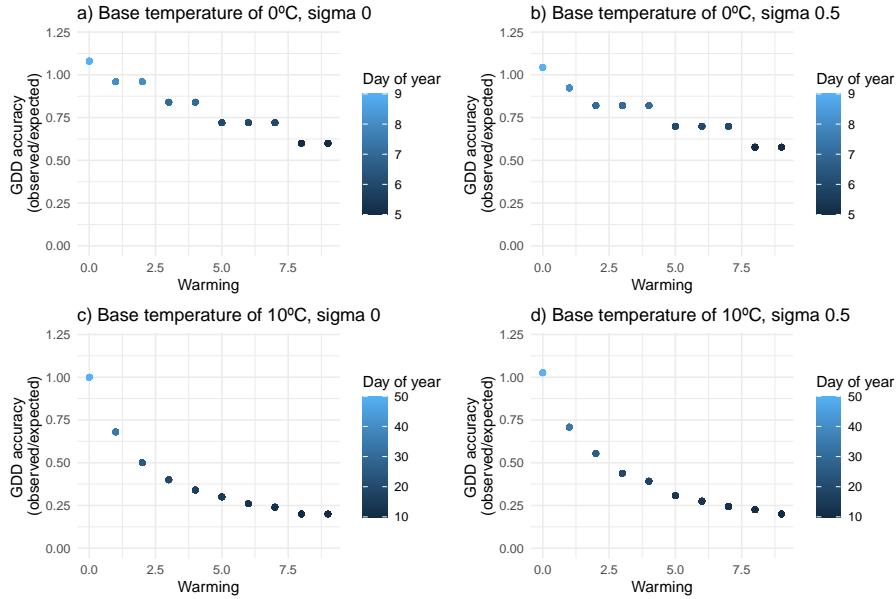 a) Base temperature of 0ºC, sigma 0
1.25
1.00
0.75
0.50
0.25
0.00
GDD accuracy
(observed/expected)
0.0 2.5 5.0 7.5
Warming
Day of year
9
8
7
6
5
b) Base temperature of 0ºC, sigma 0.5
1.25
1.00
0.75
0.50
0.25
0.00
GDD accuracy
(observed/expected)
0.0 2.5 5.0 7.5
Warming
Day of year
9
8
7
6
5
c) Base temperature of 10ºC, sigma 0
1.25
1.00
0.75
0.50
0.25
0.00
GDD accuracy
(observed/expected)
0.0 2.5 5.0 7.5
Warming
Day of year
50
40
30
20
10
d) Base temperature of 10ºC, sigma 0.5
1.25
1.00
0.75
0.50
0.25
0.00
GDD accuracy
(observed/expected)
0.0 2.5 5.0 7.5
Warming
Day of year
50
40
30
20
10